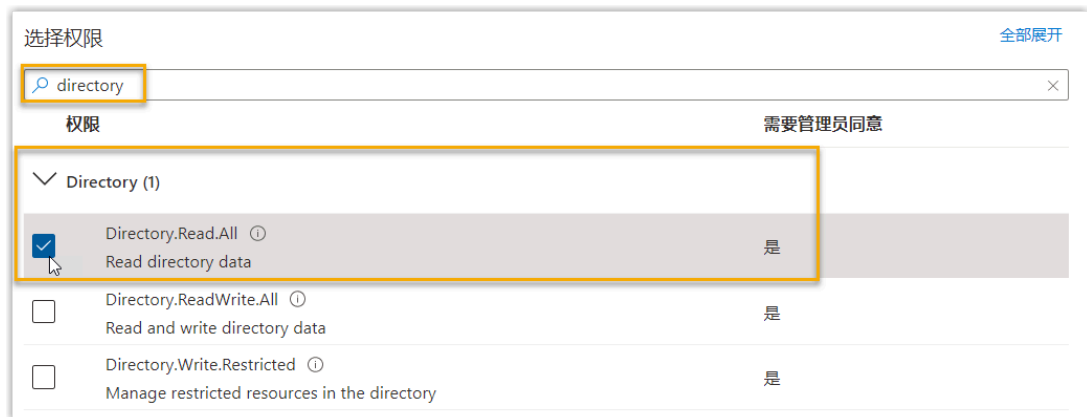 选择权限
全部展开
directory
权限
需要管理员同意
Directory (1)
Directory.Read.All
Read directory data
是
Directory.ReadWrite.All
Read and write directory data
是
Directory.Write.Restricted
Manage restricted resources in the directory
是